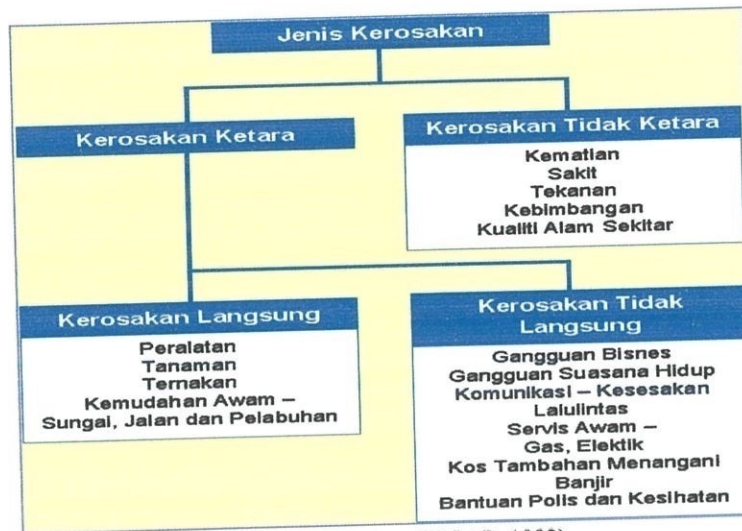 Jenis Kerosakan
Kerosakan Ketara
Kerosakan Tidak Ketara
Kematian
Sakit
Tekanan
Kebimbangan
Kualiti Alam Sekitar
Kerosakan Langsung
Peralatan
Tanaman
Ternakan
Kemudahan Awam –
Sungai, Jalan dan Pelabuhan
Kerosakan Tidak
Langsung
Gangguan Bisnes
Gangguan Suasana Hidup
Komunikasi – Kesesakan
Lalulintas
Servis Awam –
Gas, Elektik
Kos Tambahan Menangani
Banjir
Bantuan Polis dan Kesihatan